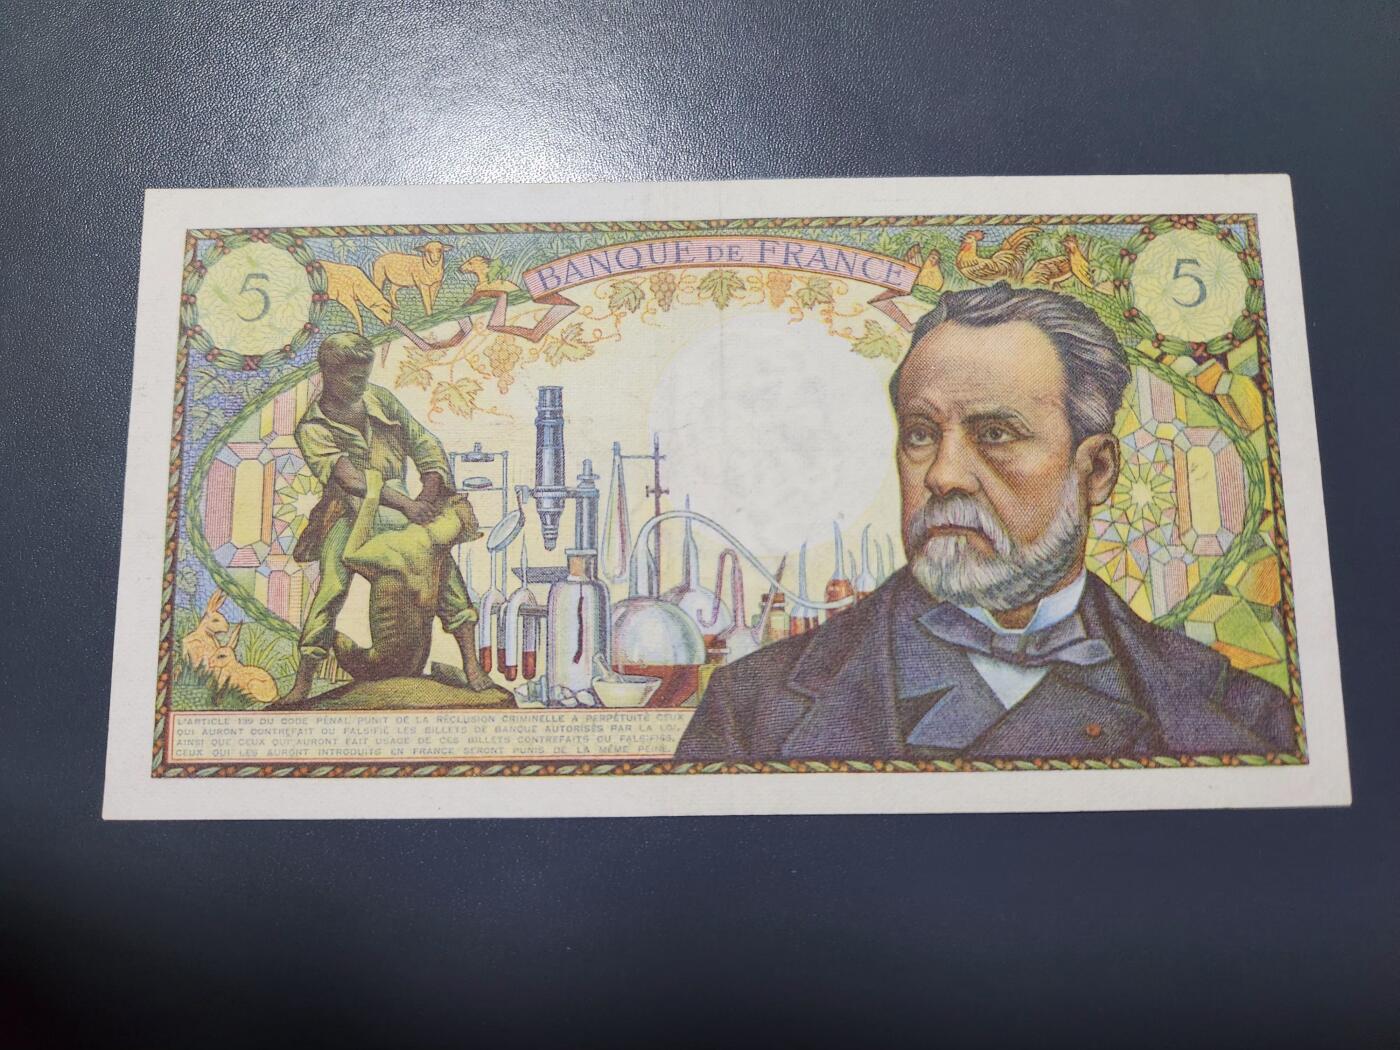 BANQUE DE FRANCE
5
5
L'ARTICLE 139 DU CODE PÉNAL PUNIT DE LA RÉCLUSION CRIMINELLE À PERPÉTUITÉ CEUX
QUI AURONT CONTREFAIT OU FALSIFIÉ LES BILLETS DE BANQUE AUTORISÉS PAR LA LOI,
AINSI QUE CEUX QUI AURONT FAIT USAGE DE CES BILLETS CONTREFAITS OU FALSIFIÉS.
CEUX QUI LES AURONT INTRODUITS EN FRANCE SERONT PUNIS DE LA MÊME PEINE.